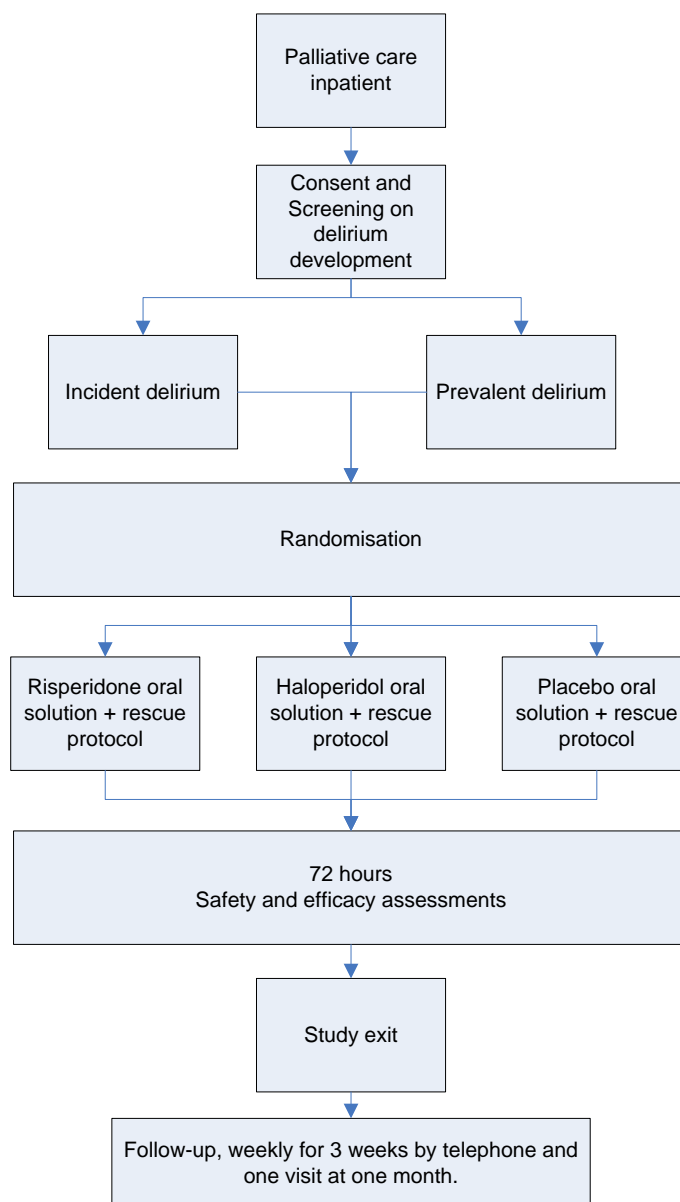 Palliative care
inpatient
Consent and
Screening on
delirium
development
Incident delirium
Prevalent delirium
Randomisation
Risperidone oral
solution + rescue
protocol
Haloperidol oral
solution + rescue
protocol
Placebo oral
solution + rescue
protocol
72 hours
Safety and efficacy assessments
Study exit
Follow-up, weekly for 3 weeks by telephone and
one visit at one month.